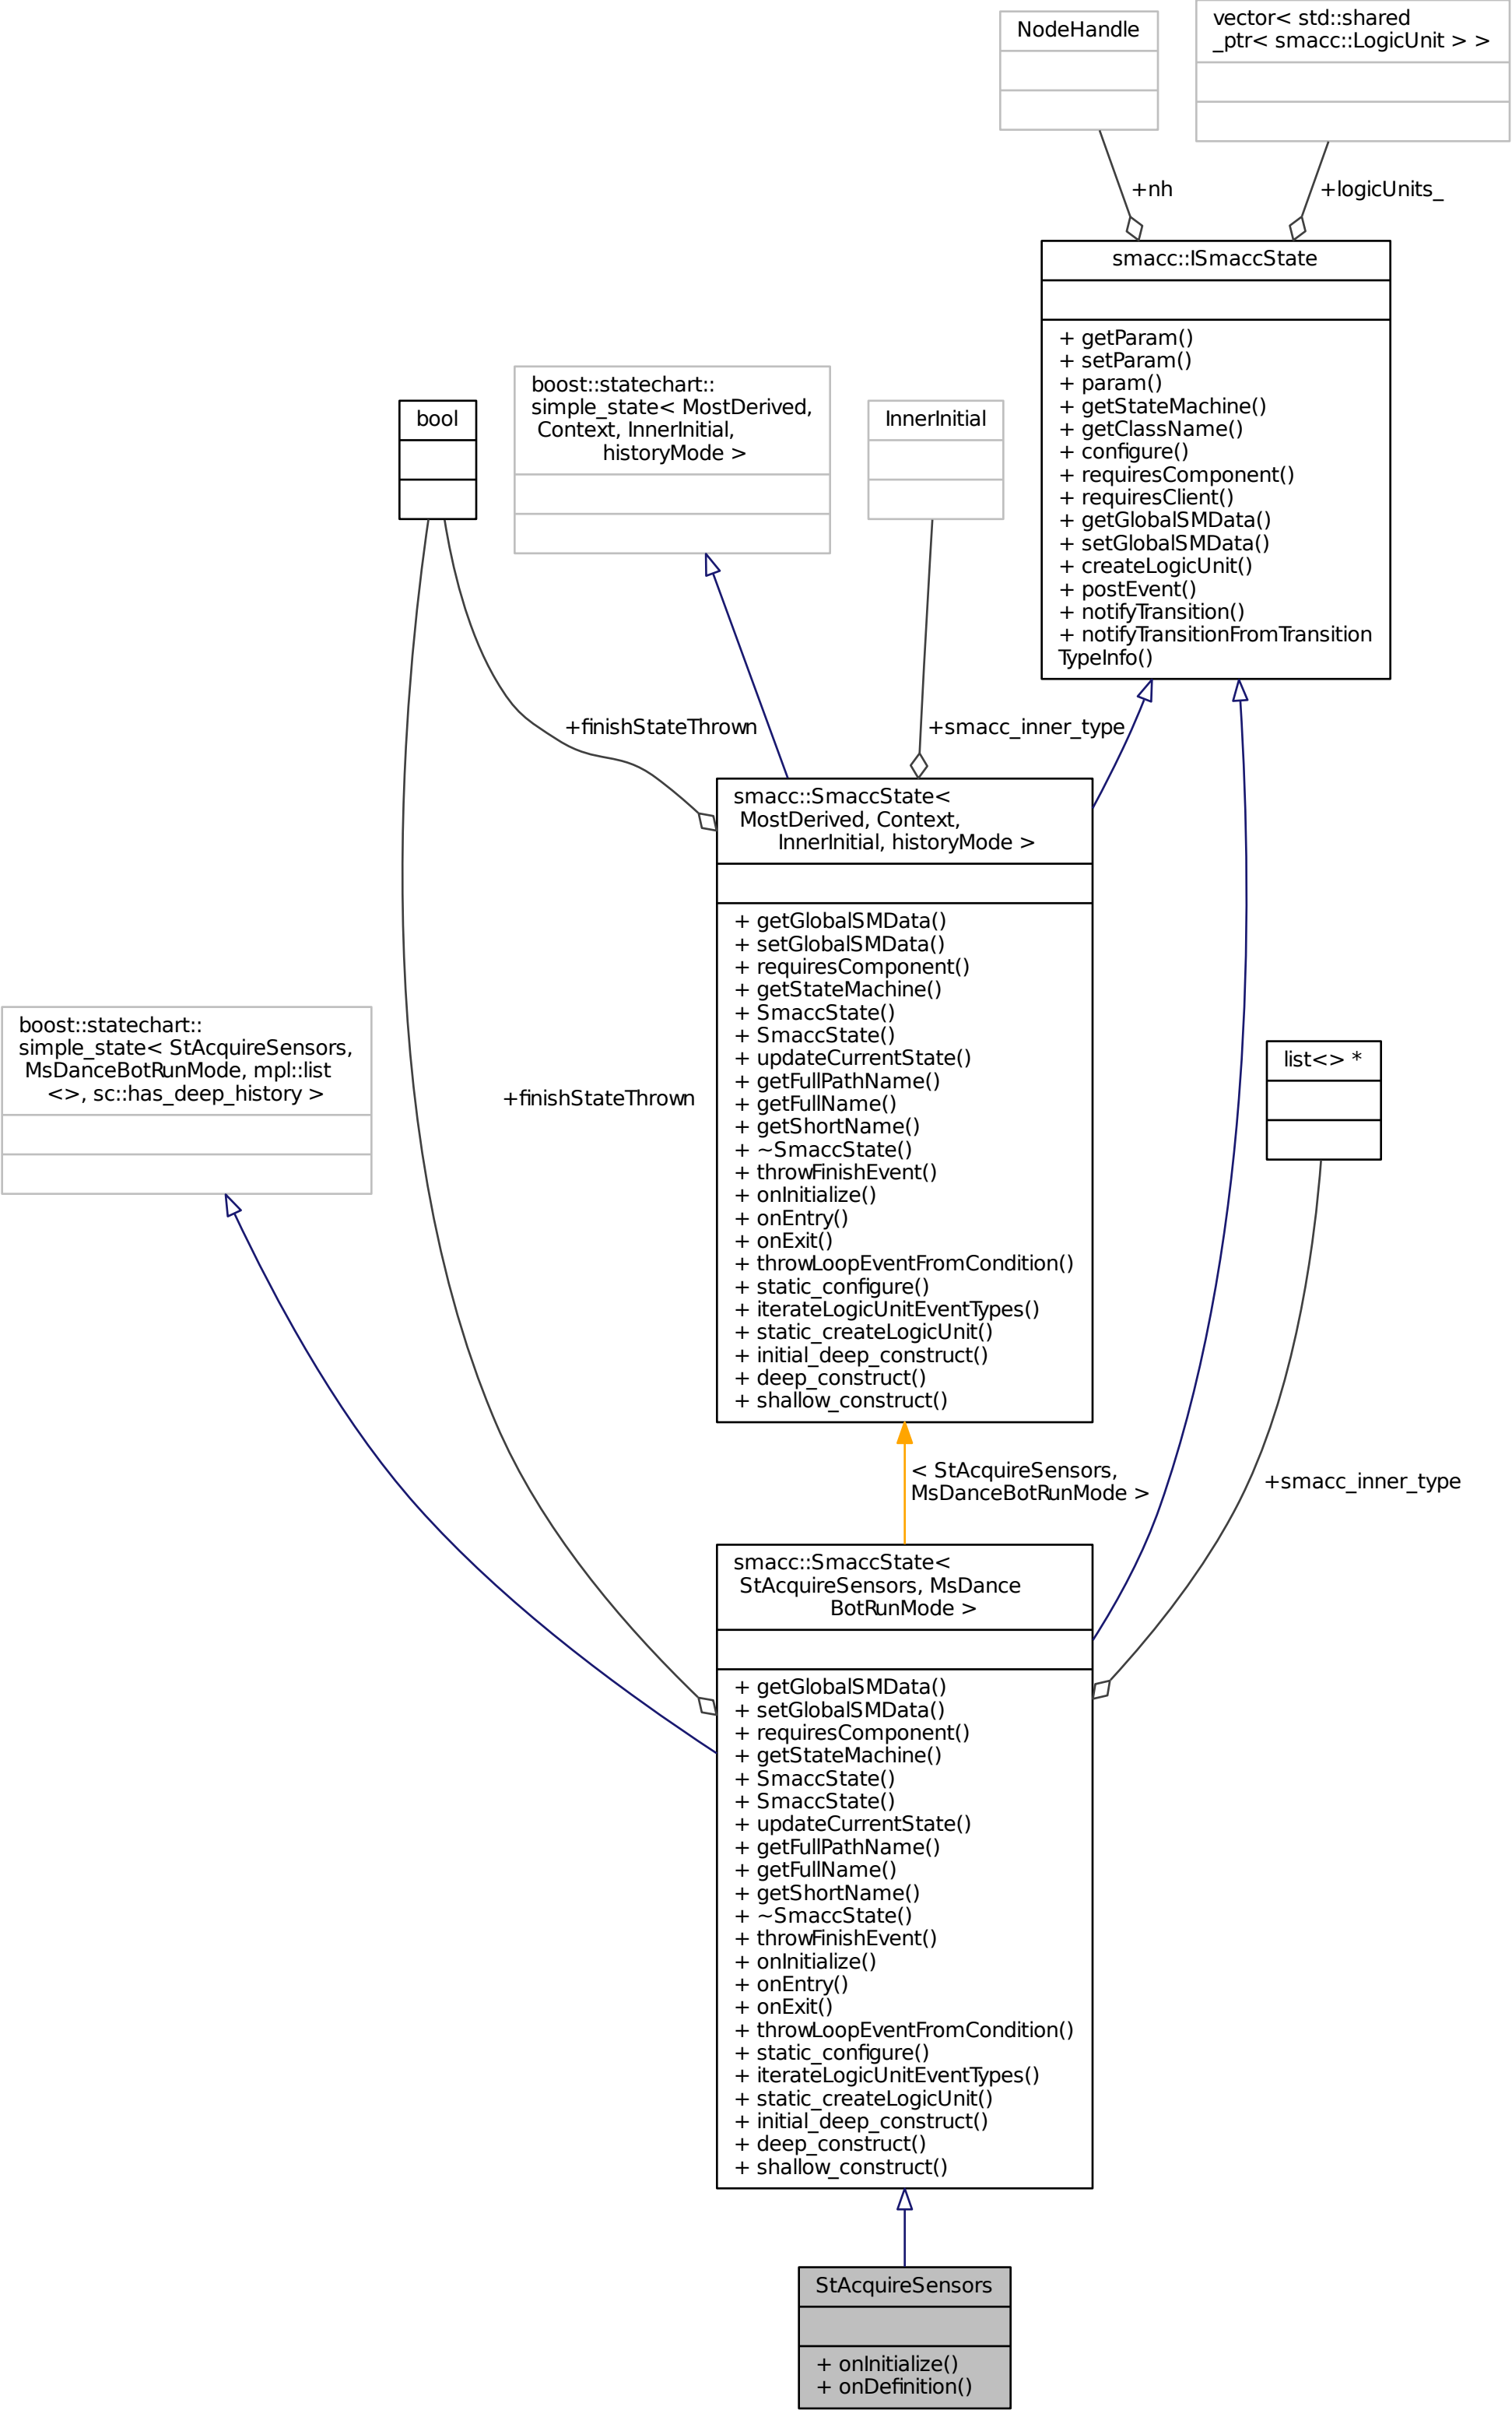 NodeHandle
vector< std::shared
_ptr< smacc::LogicUnit > >
+nh
+logicUnits_
smacc::ISmaccState
+ getParam()
+ setParam()
+ param()
+ getStateMachine()
+ getClassName()
+ configure()
+ requiresComponent()
+ requiresClient()
+ getGlobalSMData()
+ setGlobalSMData()
+ createLogicUnit()
+ postEvent()
+ notifyTransition()
+ notifyTransitionFromTransition
TypeInfo()
bool
boost::statechart::
simple_state< MostDerived,
Context, InnerInitial,
historyMode >
InnerInitial
+finishStateThrown
+smacc_inner_type
smacc::SmaccState<
MostDerived, Context,
InnerInitial, historyMode >
+ getGlobalSMData()
+ setGlobalSMData()
+ requiresComponent()
+ getStateMachine()
+ SmaccState()
+ SmaccState()
+ updateCurrentState()
+ getFullPathName()
+ getFullName()
+ getShortName()
+ ~SmaccState()
+ throwFinishEvent()
+ onInitialize()
+ onEntry()
+ onExit()
+ throwLoopEventFromCondition()
+ static_configure()
+ iterateLogicUnitEventTypes()
+ static_createLogicUnit()
+ initial_deep_construct()
+ deep_construct()
+ shallow_construct()
boost::statechart::
simple_state< StAcquireSensors,
MsDanceBotRunMode, mpl::list
<>, sc::has_deep_history >
+finishStateThrown
list<> *
< StAcquireSensors,
MsDanceBotRunMode >
+smacc_inner_type
smacc::SmaccState<
StAcquireSensors, MsDance
BotRunMode >
+ getGlobalSMData()
+ setGlobalSMData()
+ requiresComponent()
+ getStateMachine()
+ SmaccState()
+ SmaccState()
+ updateCurrentState()
+ getFullPathName()
+ getFullName()
+ getShortName()
+ ~SmaccState()
+ throwFinishEvent()
+ onInitialize()
+ onEntry()
+ onExit()
+ throwLoopEventFromCondition()
+ static_configure()
+ iterateLogicUnitEventTypes()
+ static_createLogicUnit()
+ initial_deep_construct()
+ deep_construct()
+ shallow_construct()
StAcquireSensors
+ onInitialize()
+ onDefinition()